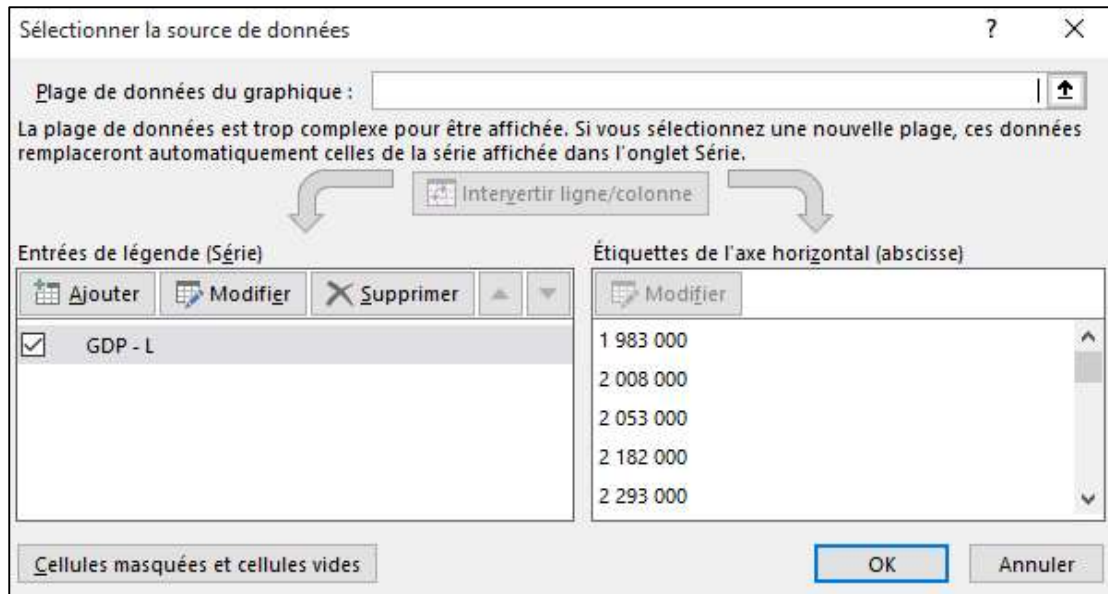 Sélectionner la source de données ?
Plage de données du graphique :
La plage de données est trop complexe pour être affichée. Si vous sélectionnez une nouvelle plage, ces données
remplaceront automatiquement celles de la série affichée dans l'onglet Série.
Intervertir ligne/colonne
Entrées de légende (Série)
Ajouter Modifier Supprimer
GDP - L
Étiquettes de l'axe horizontal (abscisse)
Modifier
1 983 000
2 008 000
2 053 000
2 182 000
2 293 000
Cellules masquées et cellules vides
OK Annuler